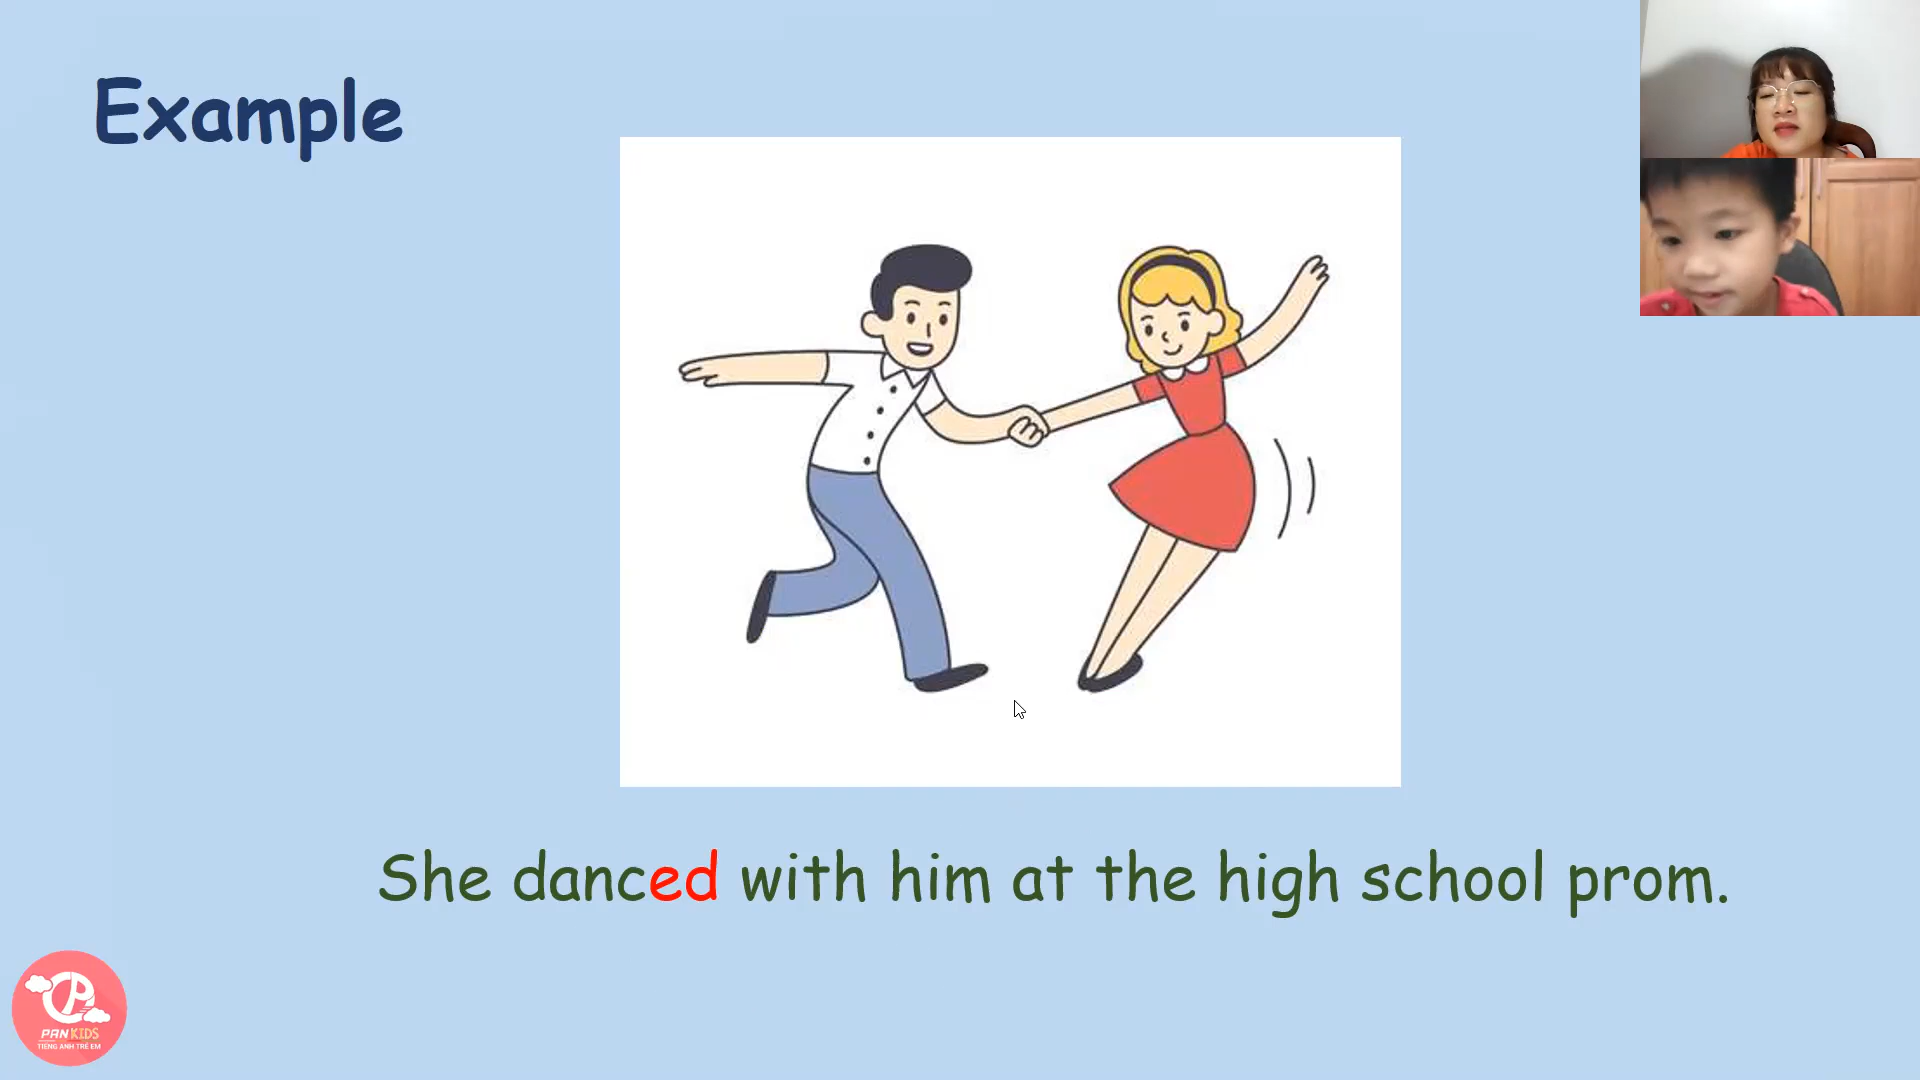 Example
She danced with him at the high school prom.
PAN KIDS
TIẾNG ANH TRẺ EM